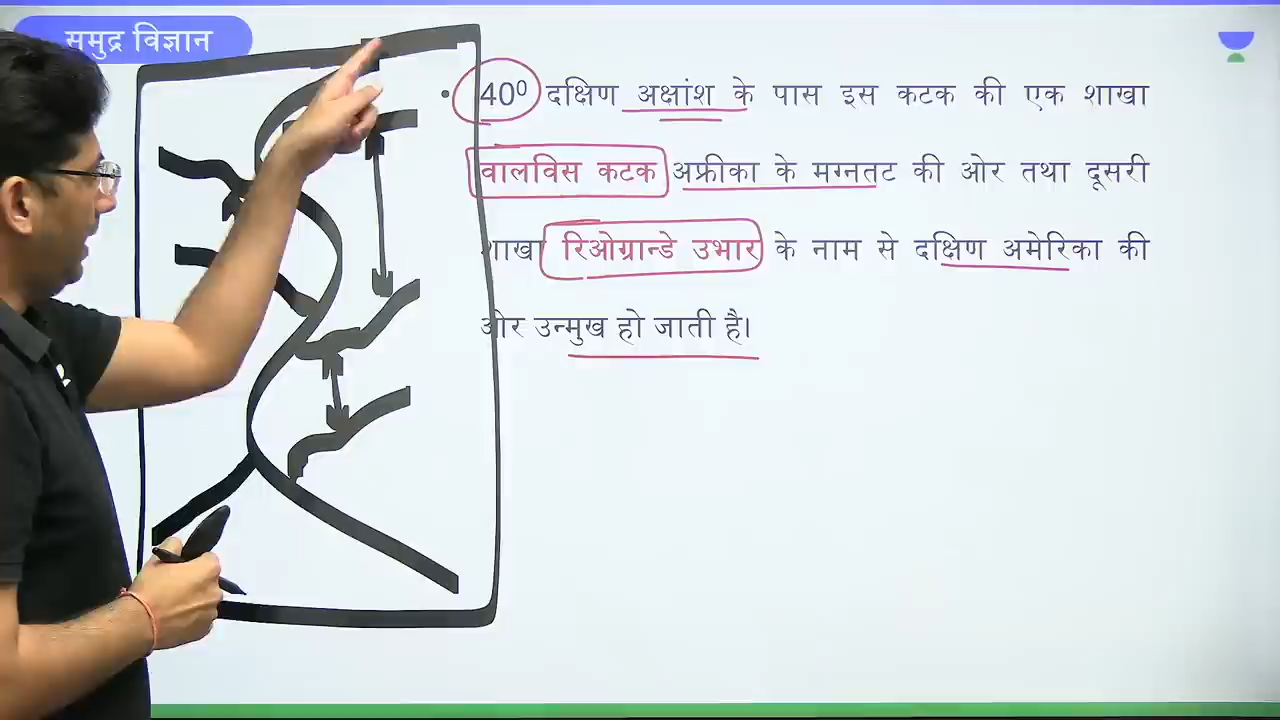 समुद्र विज्ञान
• 40⁰ दक्षिण अक्षांश के पास इस कटक की एक शाखा
वालविस कटक अफ्रीका के मग्नतट की ओर तथा दूसरी
शाखा रिओग्रान्डे उभार के नाम से दक्षिण अमेरिका की
ओर उन्मुख हो जाती है।